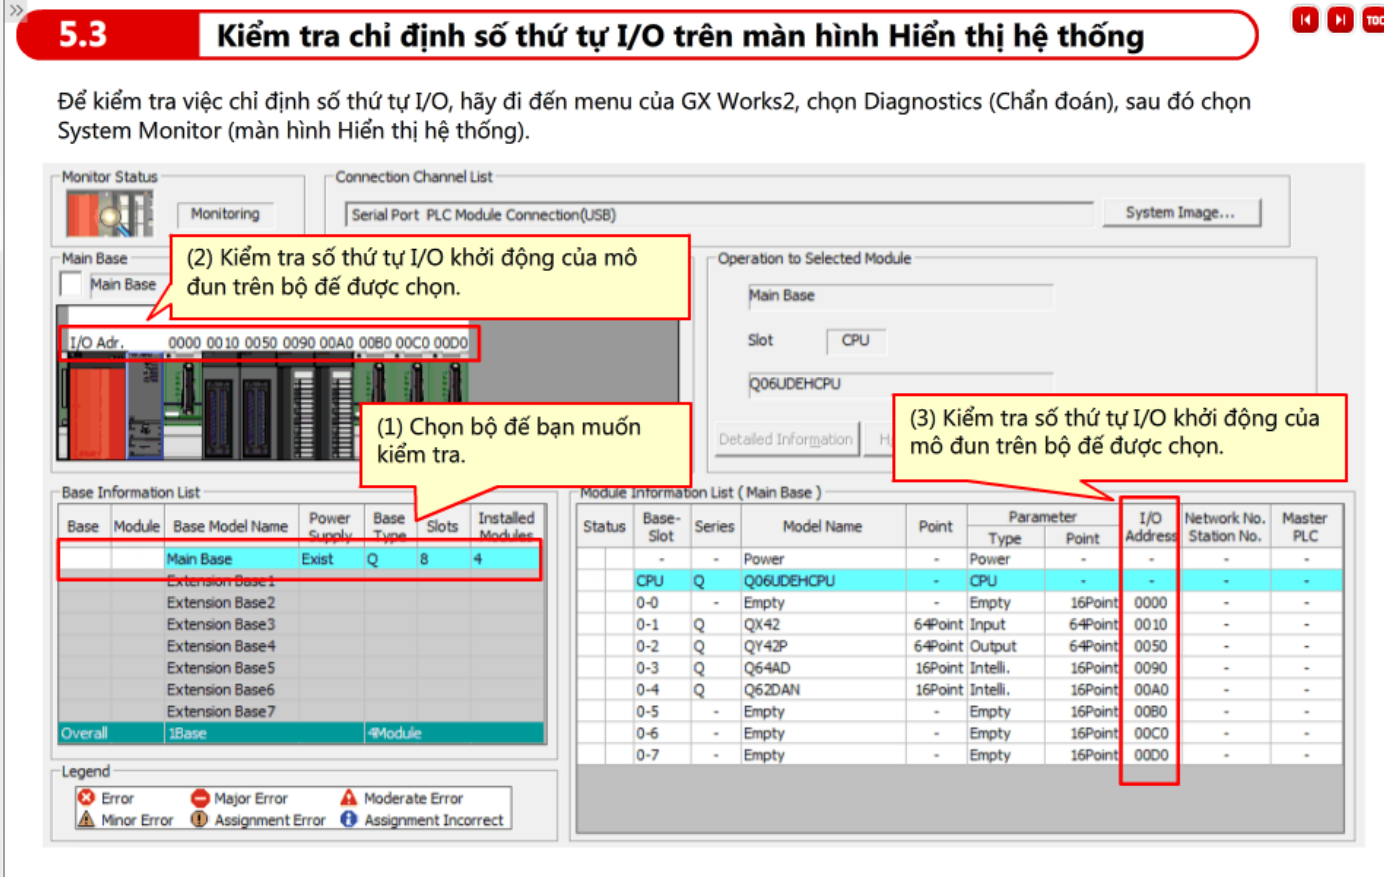 »
5.3 Kiểm tra chỉ định số thứ tự I/O trên màn hình Hiển thị hệ thống
TOC
Để kiểm tra việc chỉ định số thứ tự I/O, hãy đi đến menu của GX Works2, chọn Diagnostics (Chẩn đoán), sau đó chọn
System Monitor (màn hình Hiển thị hệ thống).
Monitor Status
Monitoring
Connection Channel List
Serial Port PLC Module Connection(USB)
System Image...
Main Base
Main Base
(2) Kiểm tra số thứ tự I/O khởi động của mô
đun trên bộ đế được chọn.
I/O Adr. 0000 0010 0050 0090 00A0 00B0 00C0 00D0
(1) Chọn bộ đế bạn muốn
kiểm tra.
Operation to Selected Module
Main Base
Slot CPU
Q06UDEHCPU
Detailed Information
(3) Kiểm tra số thứ tự I/O khởi động của
mô đun trên bộ đế được chọn.
Base Information List
Base Module Base Model Name Power Supply Base Type Slots Installed Modules
Main Base Exist Q 8 4
Extension Base1
Extension Base2
Extension Base3
Extension Base4
Extension Base5
Extension Base6
Extension Base7
Overall 1Base 4Module
Legend
Error Major Error Moderate Error
Minor Error Assignment Error Assignment Incorrect
Module Information List ( Main Base )
Status Base-Slot Series Model Name Point Parameter Type Point I/O Address Network No. Station No. Master PLC
- - Power - Power - - - -
CPU Q Q06UDEHCPU - CPU - - - -
0-0 - Empty - Empty 16Point 0000 - -
0-1 Q QX42 64Point Input 64Point 0010 - -
0-2 Q QY42P 64Point Output 64Point 0050 - -
0-3 Q Q64AD 16Point Intelli. 16Point 0090 - -
0-4 Q Q62DAN 16Point Intelli. 16Point 00A0 - -
0-5 - Empty - Empty 16Point 00B0 - -
0-6 - Empty - Empty 16Point 00C0 - -
0-7 - Empty - Empty 16Point 00D0 - -